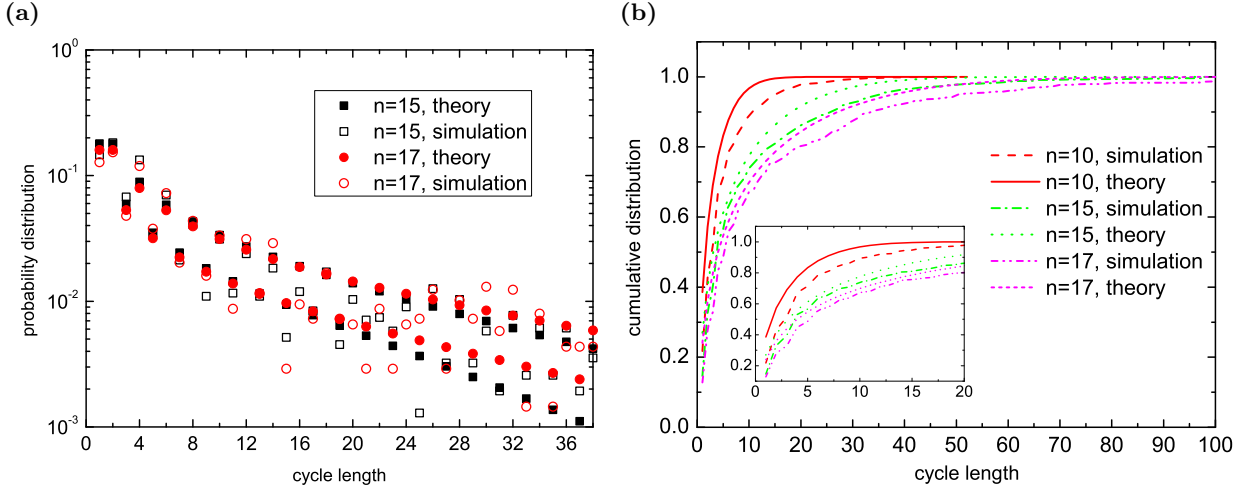 (a)
10^0
10^-1
10^-2
10^-3
probability distribution
n=15, theory
n=15, simulation
n=17, theory
n=17, simulation
0 4 8 12 16 20 24 28 32 36
cycle length
(b)
1.0
0.8
0.6
0.4
0.2
0.0
cumulative distribution
n=10, simulation
n=10, theory
n=15, simulation
n=15, theory
n=17, simulation
n=17, theory
1.0
0.8
0.6
0.4
0.2
0 5 10 15 20
0 10 20 30 40 50 60 70 80 90 100
cycle length